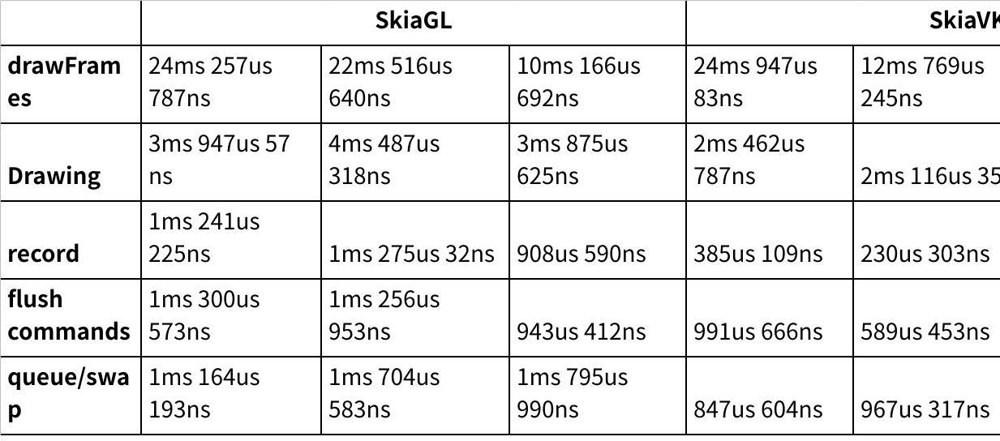 SkiaGL SkiaVK
drawFram 24ms 257us 22ms 516us 10ms 166us 24ms 947us 12ms 769us
es 787ns 640ns 692ns 83ns 245ns
3ms 947us 57 4ms 487us 3ms 875us 2ms 462us
Drawing ns 318ns 625ns 787ns 2ms 116us 35
1ms 241us
record 225ns 1ms 275us 32ns 908us 590ns 385us 109ns 230us 303ns
flush 1ms 300us 1ms 256us
commands 573ns 953ns 943us 412ns 991us 666ns 589us 453ns
queue/swa 1ms 164us 1ms 704us 1ms 795us
p 193ns 583ns 990ns 847us 604ns 967us 317ns